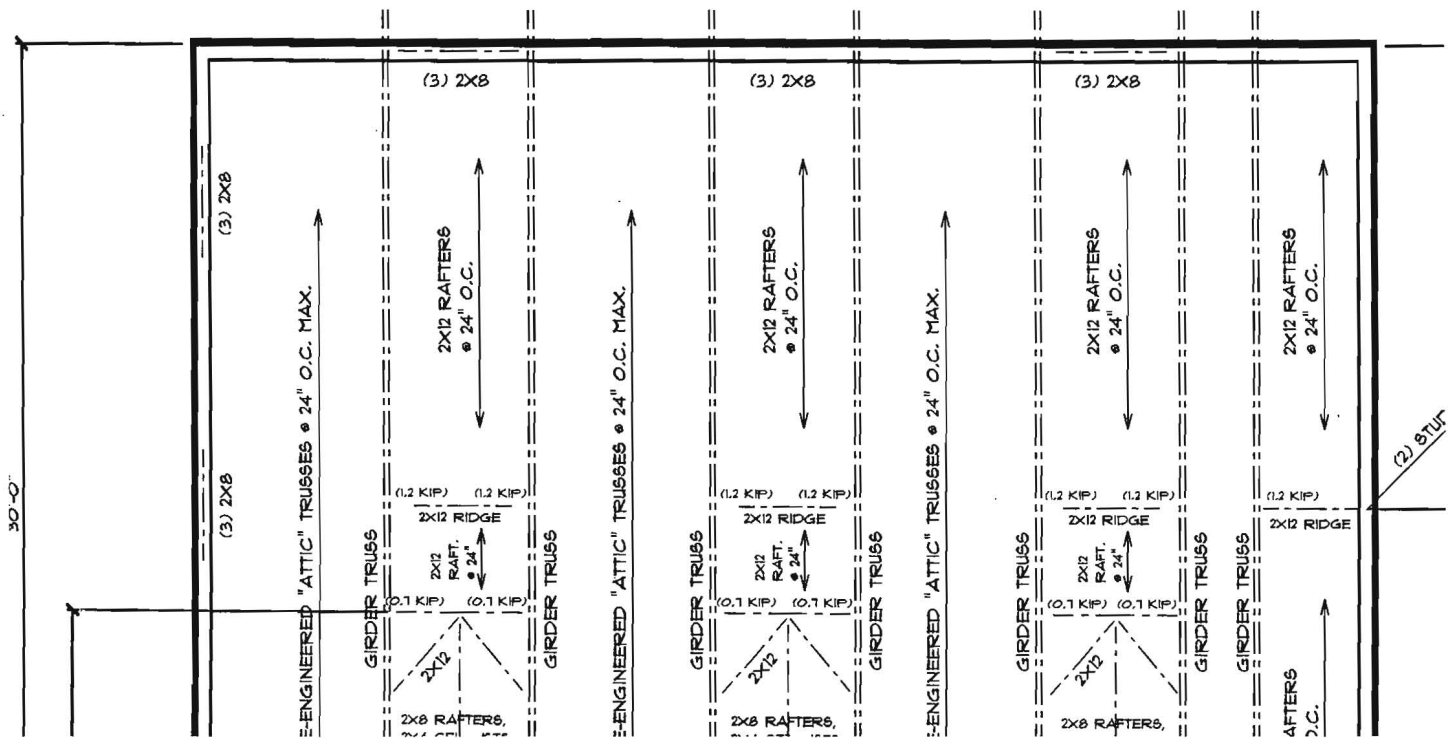 (3) 2X8
(3) 2X8
(3) 2X8
(3) 2X8
(3) 2X8
30'-0"
E-ENGINEERED "ATTIC" TRUSSES @ 24" O.C. MAX.
E-ENGINEERED "ATTIC" TRUSSES @ 24" O.C. MAX.
E-ENGINEERED "ATTIC" TRUSSES @ 24" O.C. MAX.
2X12 RAFTERS
@ 24" O.C.
2X12 RAFTERS
@ 24" O.C.
2X12 RAFTERS
@ 24" O.C.
2X12 RAFTERS
@ 24" O.C.
(2) STU
(1.2 KIP) (1.2 KIP)
2X12 RIDGE
(1.2 KIP) (1.2 KIP)
2X12 RIDGE
(1.2 KIP) (1.2 KIP)
2X12 RIDGE
(1.2 KIP)
2X12 RIDGE
GIRDER TRUSS
2X12
RAFT.
@ 24"
GIRDER TRUSS
GIRDER TRUSS
2X12
RAFT.
@ 24"
GIRDER TRUSS
GIRDER TRUSS
2X12
RAFT.
@ 24"
GIRDER TRUSS
GIRDER TRUSS
(0.7 KIP) (0.7 KIP)
(0.7 KIP) (0.7 KIP)
(0.7 KIP) (0.7 KIP)
2X12
2X12
2X12
2X8 RAFTERS,
2X8 RAFTERS,
2X8 RAFTERS,
AFTERS
O.C.